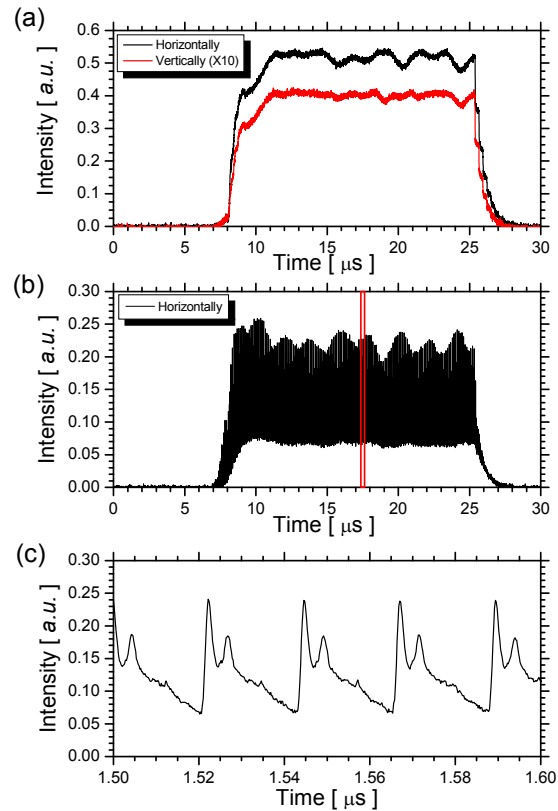 (a)
Horizontally
Vertically (X10)
Intensity [ a.u. ]
0.6
0.5
0.4
0.3
0.2
0.1
0.0
0 5 10 15 20 25 30
Time [ μs ]
(b)
Horizontally
Intensity [ a.u. ]
0.30
0.25
0.20
0.15
0.10
0.05
0.00
0 5 10 15 20 25 30
Time [ μs ]
(c)
Intensity [ a.u. ]
0.30
0.25
0.20
0.15
0.10
0.05
0.00
1.50 1.52 1.54 1.56 1.58 1.60
Time [ μs ]